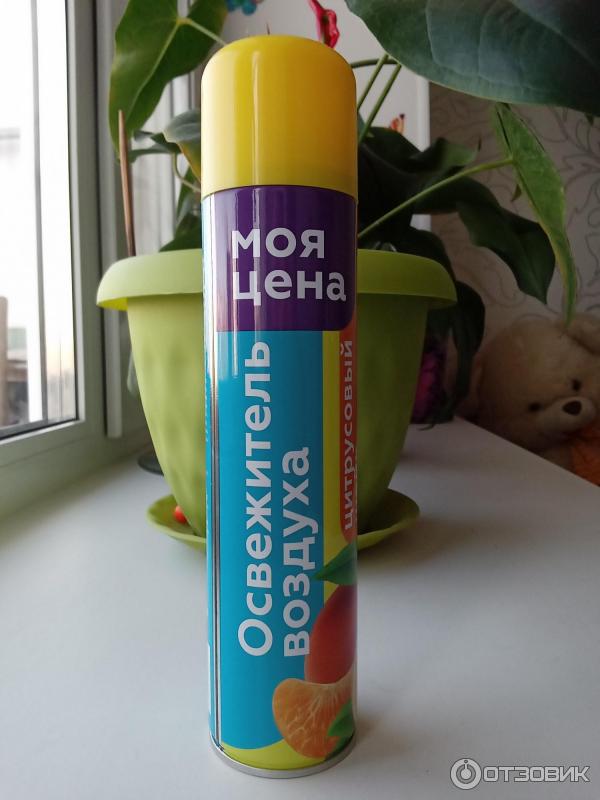 моя
цена
Освежитель
воздуха
цитрусовый
ОТЗОВИК